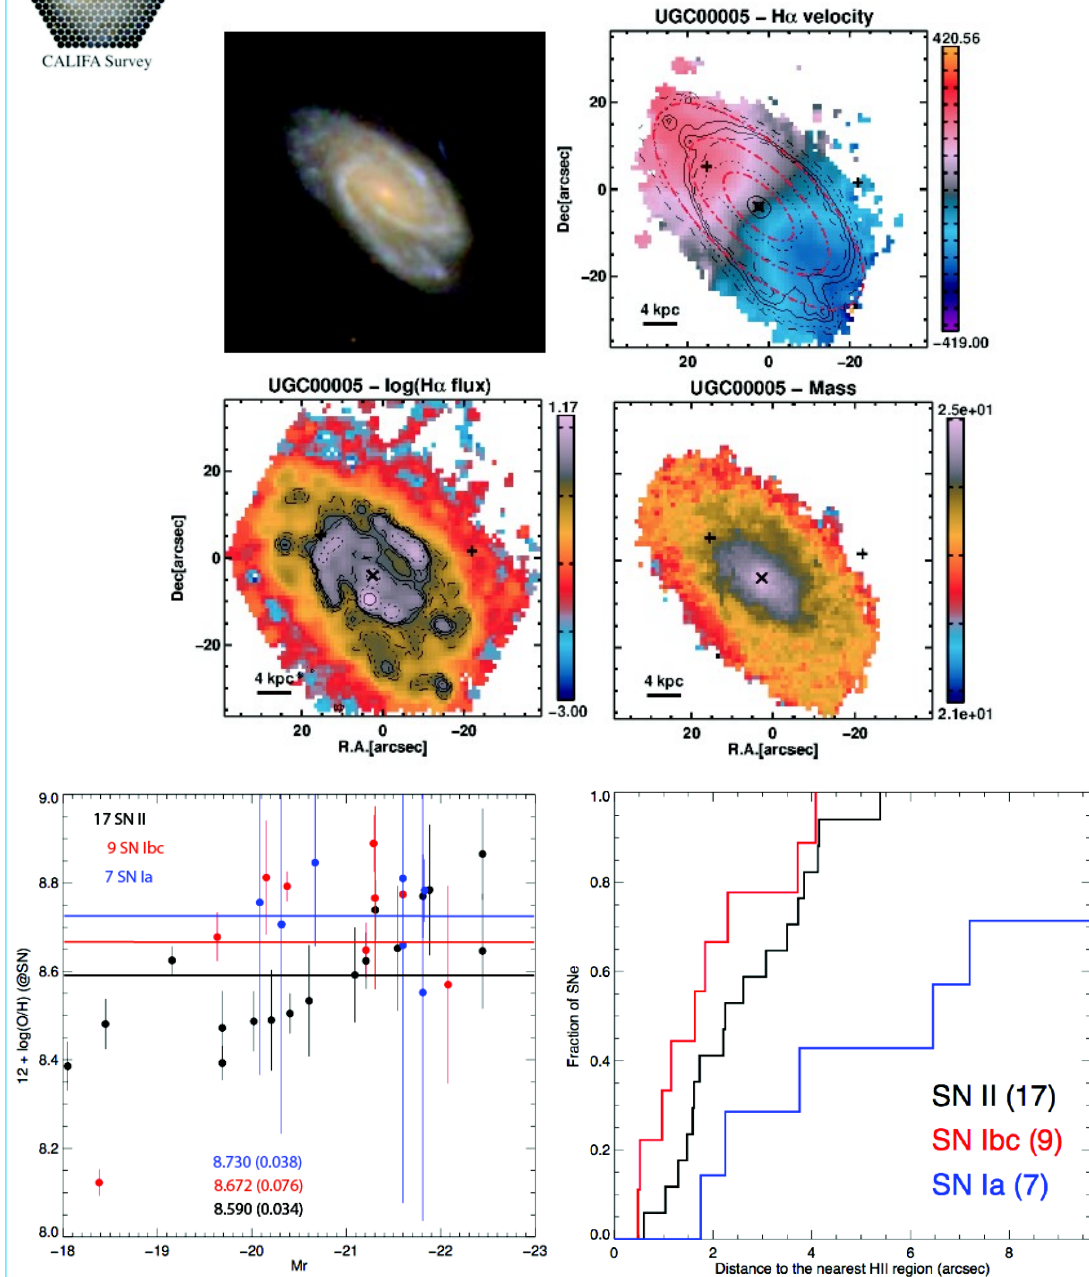 CALIFA Survey
UGC00005 – Hα velocity
420.56
Dec[arcsec]
20
0
−20
4 kpc
20
0
−20
−419.00
UGC00005 – log(Hα flux)
1.17
Dec[arcsec]
20
0
−20
4 kpc
−3.00
20
0
−20
R.A.[arcsec]
UGC00005 – Mass
2.5e+01
4 kpc
2.1e+01
20
0
−20
R.A.[arcsec]
12 + log(O/H) (@SN)
9.0
8.8
8.6
8.4
8.2
8.0
17 SN II
9 SN Ibc
7 SN Ia
8.730 (0.038)
8.672 (0.076)
8.590 (0.034)
−18
−19
−20
−21
−22
−23
Mr
Fraction of SNe
1.0
0.8
0.6
0.4
0.2
0.0
SN II (17)
SN Ibc (9)
SN Ia (7)
0
2
4
6
8
Distance to the nearest HII region (arcsec)